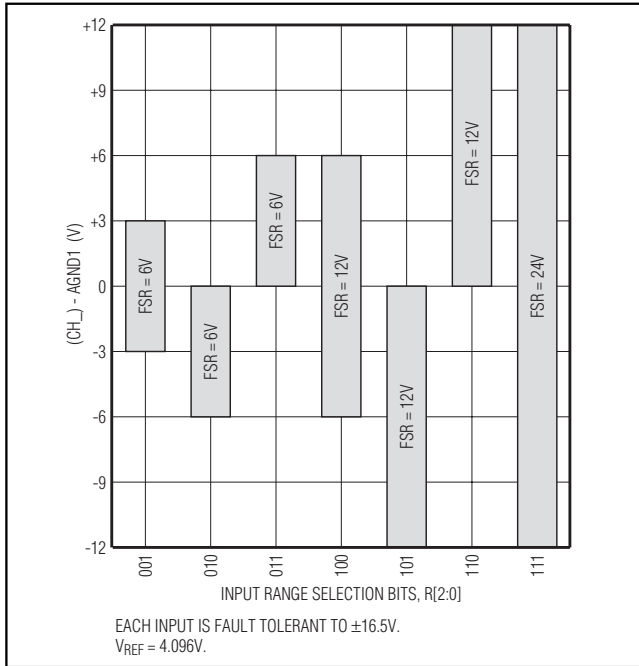 +12
+9
+6
+3
0
-3
-6
-9
-12
(CH_) - AGND1 (V)
FSR = 6V
FSR = 6V
FSR = 6V
FSR = 12V
FSR = 12V
FSR = 12V
FSR = 24V
001
010
011
100
101
110
111
INPUT RANGE SELECTION BITS, R[2:0]
EACH INPUT IS FAULT TOLERANT TO ±16.5V.
VREF = 4.096V.